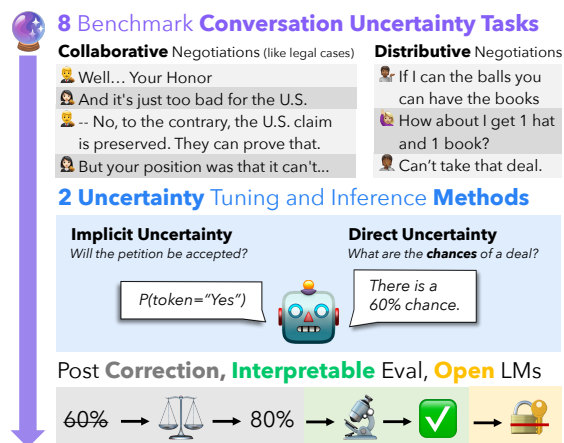 8 Benchmark Conversation Uncertainty Tasks
Collaborative Negotiations (like legal cases)
Well... Your Honor
And it's just too bad for the U.S.
-- No, to the contrary, the U.S. claim
is preserved. They can prove that.
But your position was that it can't...
Distributive Negotiations
If I can the balls you
can have the books
How about I get 1 hat
and 1 book?
Can't take that deal.
2 Uncertainty Tuning and Inference Methods
Implicit Uncertainty
Will the petition be accepted?
P(token="Yes")
Direct Uncertainty
What are the chances of a deal?
There is a
60% chance.
Post Correction, Interpretable Eval, Open LMs
60% → → 80% → → →